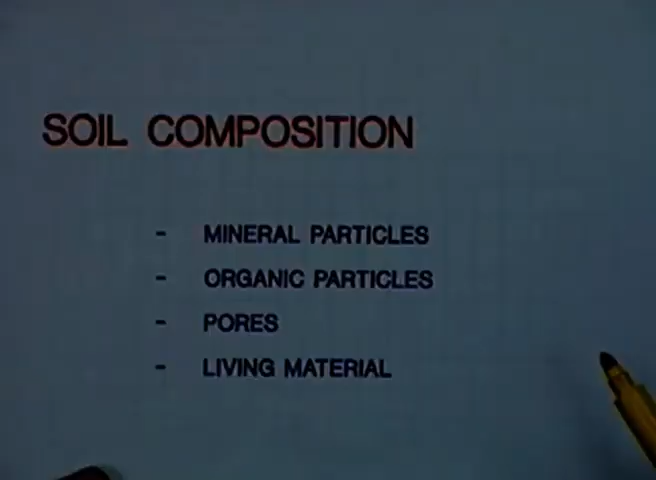 SOIL COMPOSITION
- MINERAL PARTICLES
- ORGANIC PARTICLES
- PORES
- LIVING MATERIAL